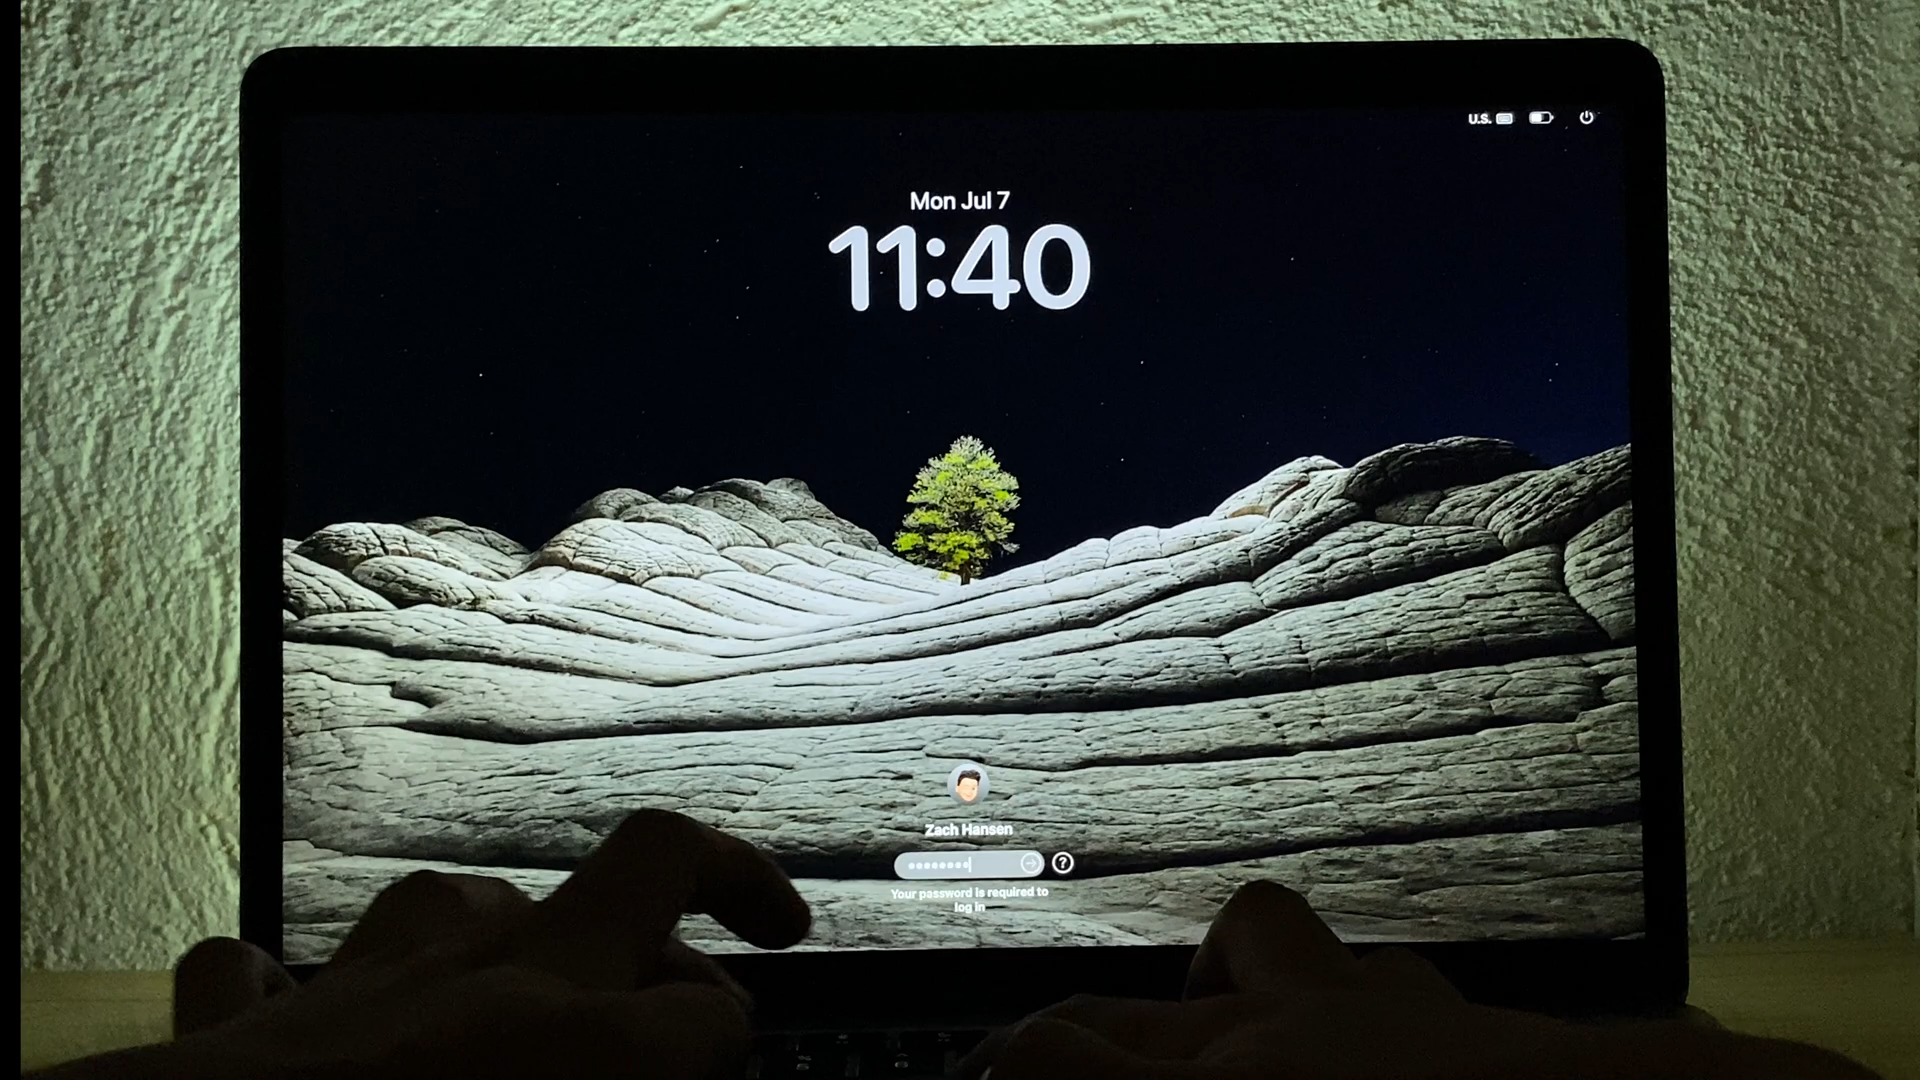 U.S.
Mon Jul 7
11:40
Zach Hansen
••••••••
?
Your password is required to
log in